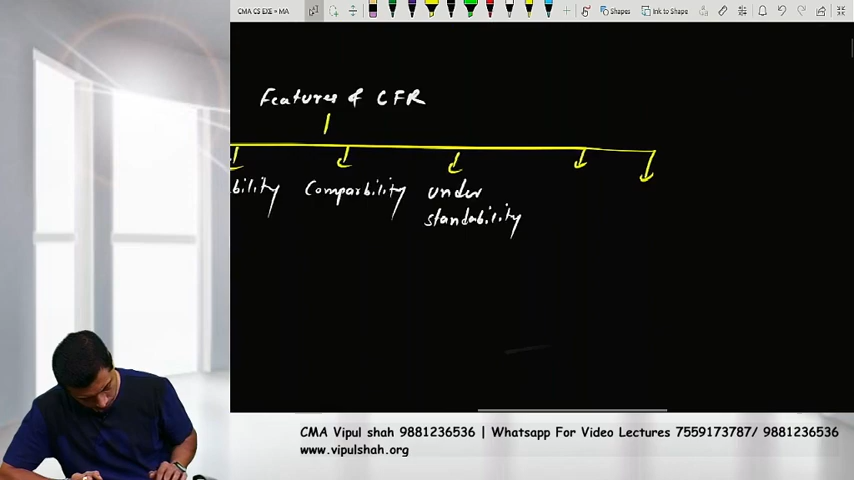 CMA CS EXE » MA
Shapes
Ink to Shape
Features of CFR
bility
Comparbility
under
standability
CMA Vipul shah 9881236536 | Whatsapp For Video Lectures 7559173787/ 9881236536
www.vipulshah.org